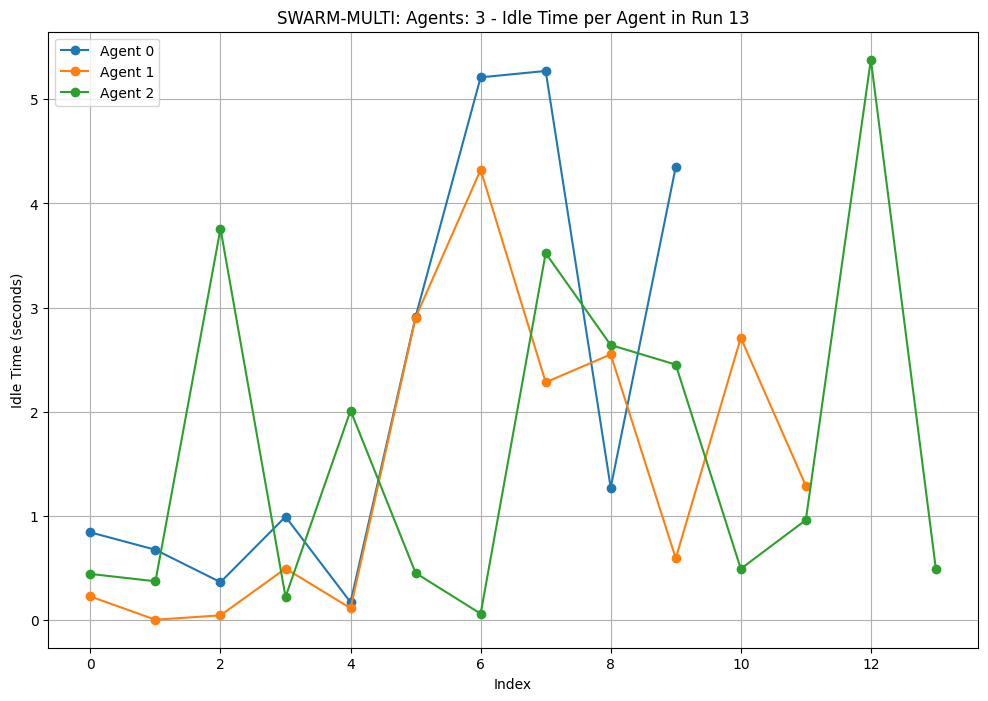 SWARM-MULTI: Agents: 3 - Idle Time per Agent in Run 13
Agent 0
Agent 1
Agent 2
Idle Time (seconds)
5
4
3
2
1
0
0
2
4
6
8
10
12
Index